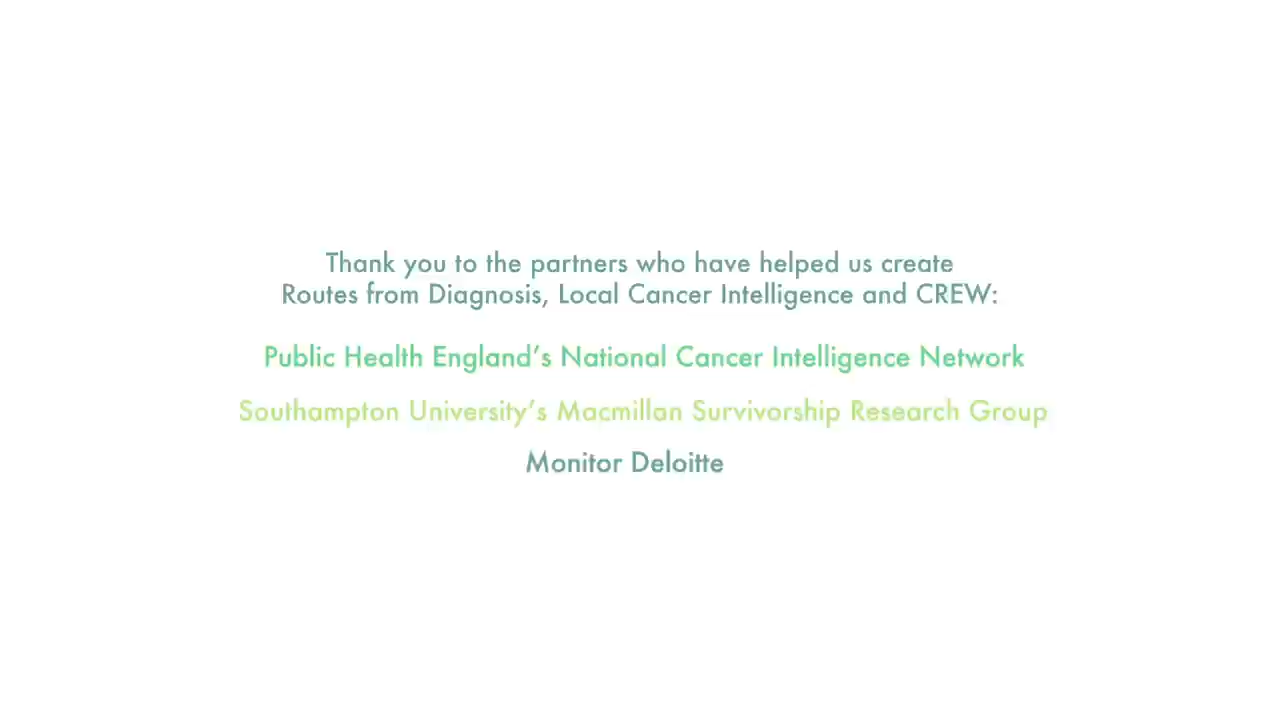 Thank you to the partners who have helped us create
Routes from Diagnosis, Local Cancer Intelligence and CREW:
Public Health England’s National Cancer Intelligence Network
Southampton University’s Macmillan Survivorship Research Group
Monitor Deloitte